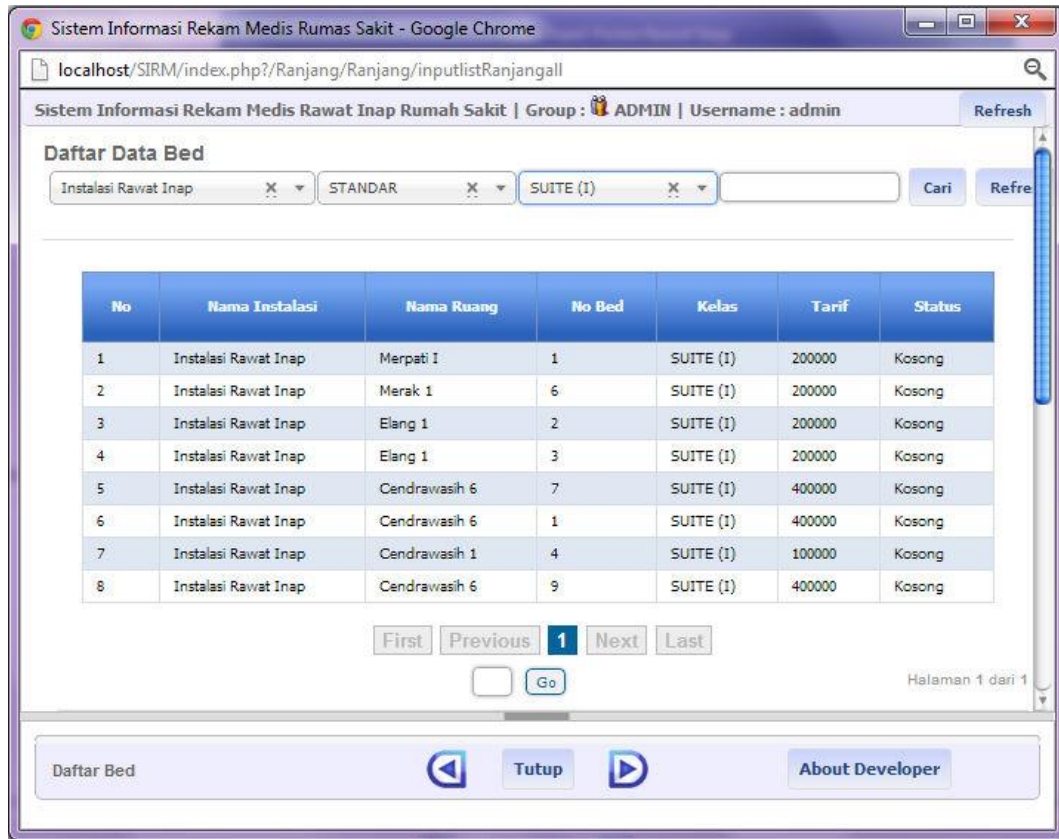 Sistem Informasi Rekam Medis Rumas Sakit - Google Chrome
localhost/SIRM/index.php?/Ranjang/Ranjang/inputlistRanjangall
Sistem Informasi Rekam Medis Rawat Inap Rumah Sakit | Group : ADMIN | Username : admin Refresh
Daftar Data Bed
Instalasi Rawat Inap STANDAR SUITE (I) Cari Refre
No Nama Instalasi Nama Ruang No Bed Kelas Tarif Status
1 Instalasi Rawat Inap Merpati I 1 SUITE (I) 200000 Kosong
2 Instalasi Rawat Inap Merak 1 6 SUITE (I) 200000 Kosong
3 Instalasi Rawat Inap Elang 1 2 SUITE (I) 200000 Kosong
4 Instalasi Rawat Inap Elang 1 3 SUITE (I) 200000 Kosong
5 Instalasi Rawat Inap Cendrawasih 6 7 SUITE (I) 400000 Kosong
6 Instalasi Rawat Inap Cendrawasih 6 1 SUITE (I) 400000 Kosong
7 Instalasi Rawat Inap Cendrawasih 1 4 SUITE (I) 100000 Kosong
8 Instalasi Rawat Inap Cendrawasih 6 9 SUITE (I) 400000 Kosong
First Previous 1 Next Last
Go
Halaman 1 dari 1
Daftar Bed Tutup About Developer